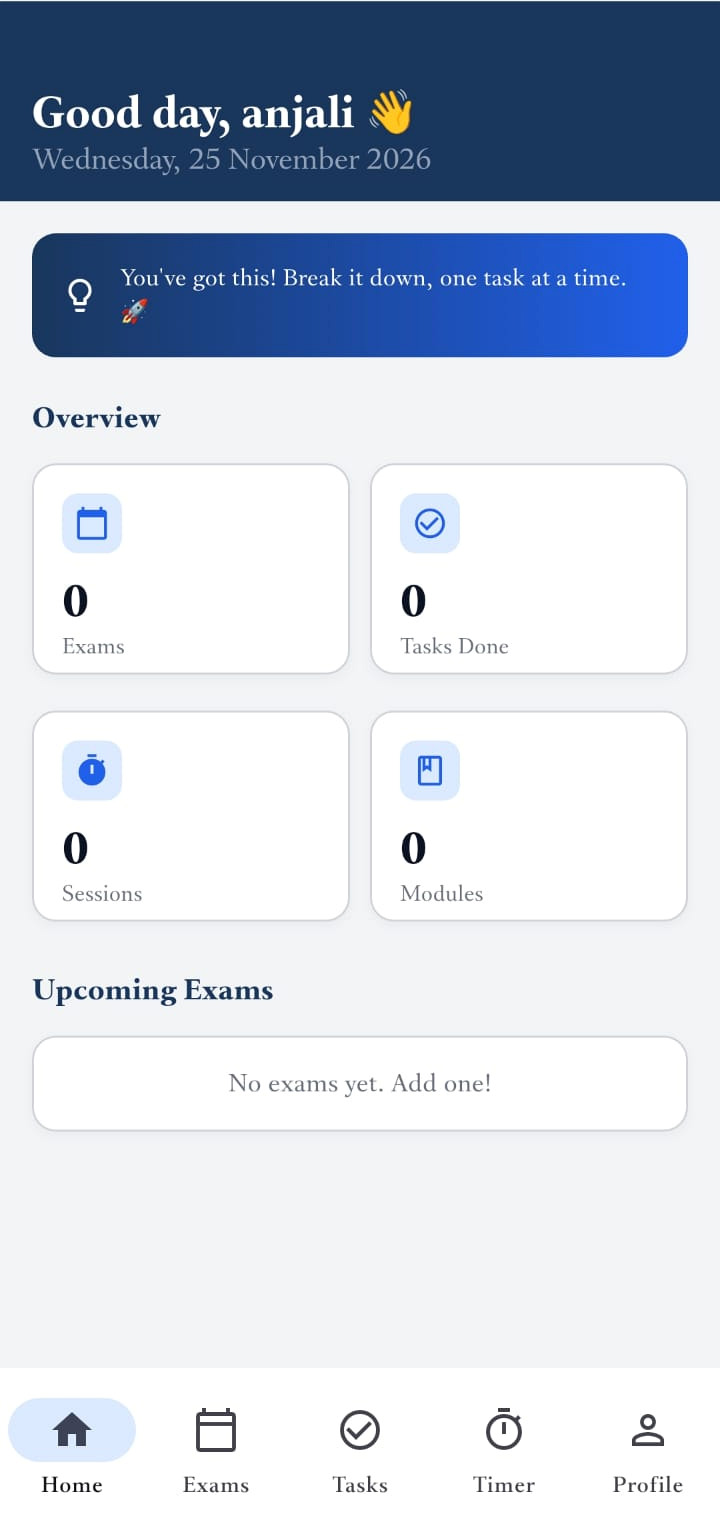 Good day, anjali 👋
Wednesday, 25 November 2026
You've got this! Break it down, one task at a time.
🚀
Overview
0
Exams
0
Tasks Done
0
Sessions
0
Modules
Upcoming Exams
No exams yet. Add one!
Home
Exams
Tasks
Timer
Profile